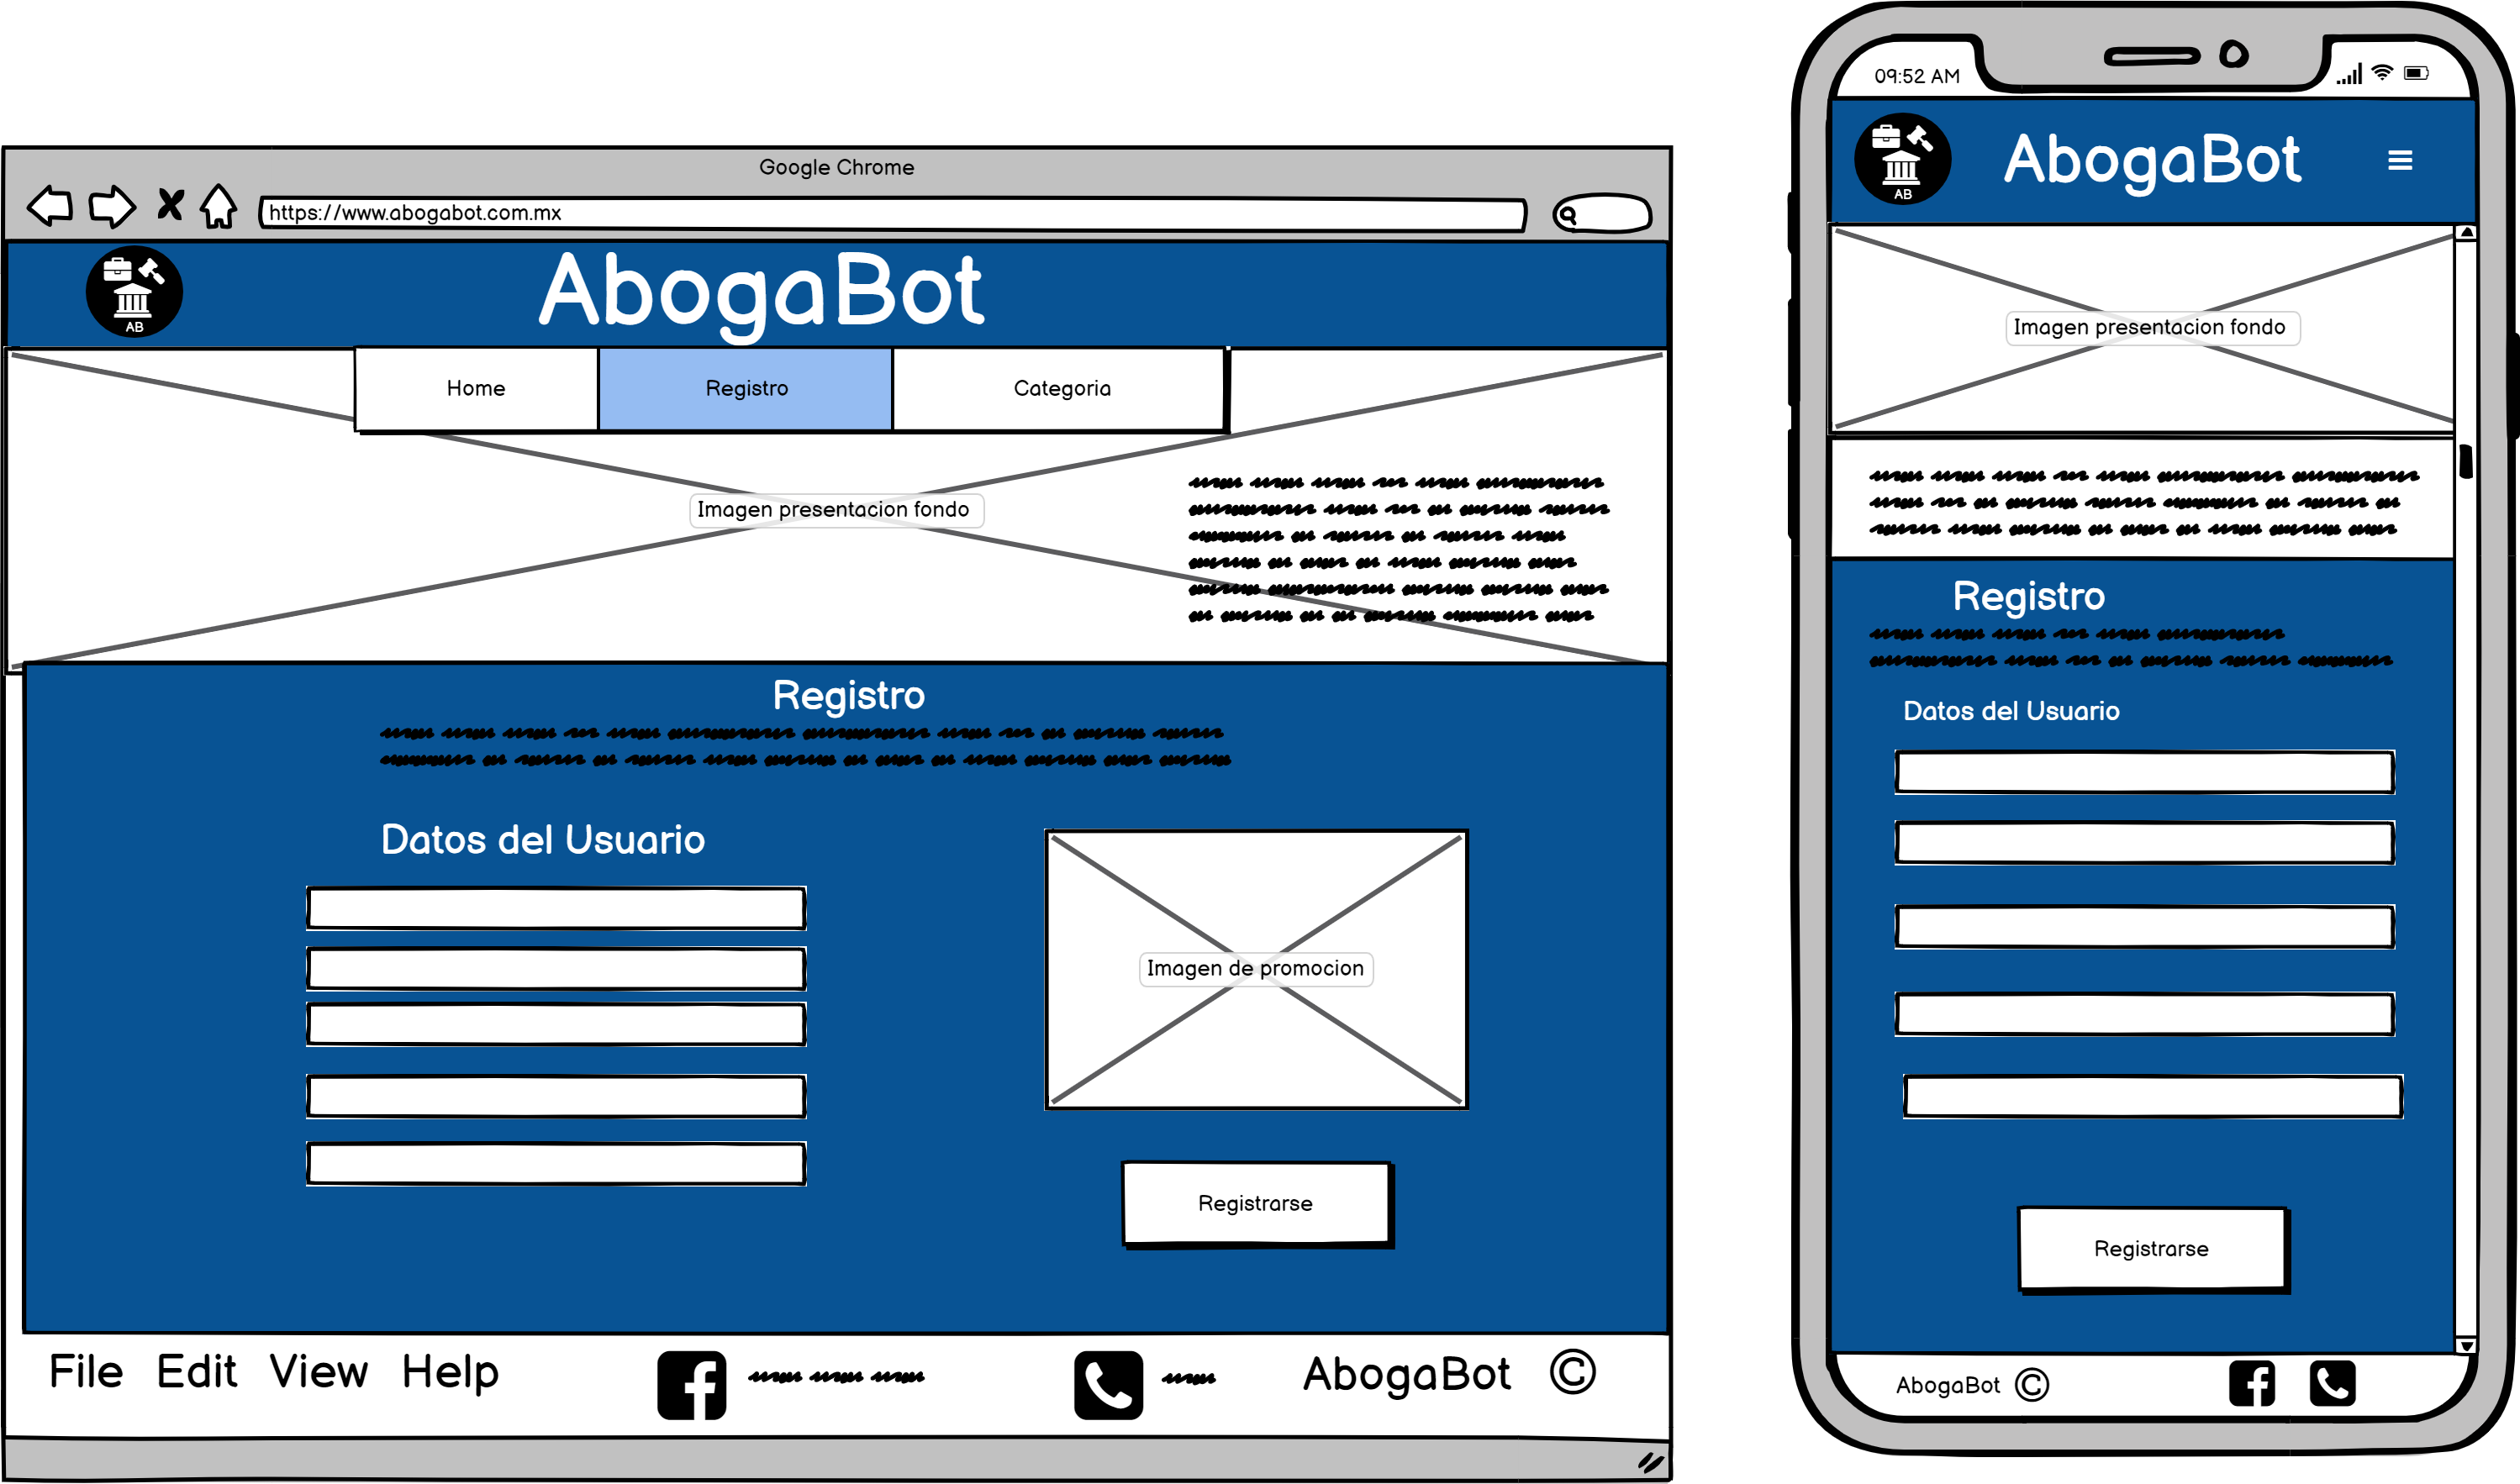 Google Chrome
https://www.abogabot.com.mx
AB
AbogaBot
Home
Registro
Categoria
Imagen presentacion fondo
Registro
Datos del Usuario
Imagen de promocion
Registrarse
File Edit View Help
AbogaBot ©
09:52 AM
AB
AbogaBot
Imagen presentacion fondo
Registro
Datos del Usuario
Registrarse
AbogaBot ©